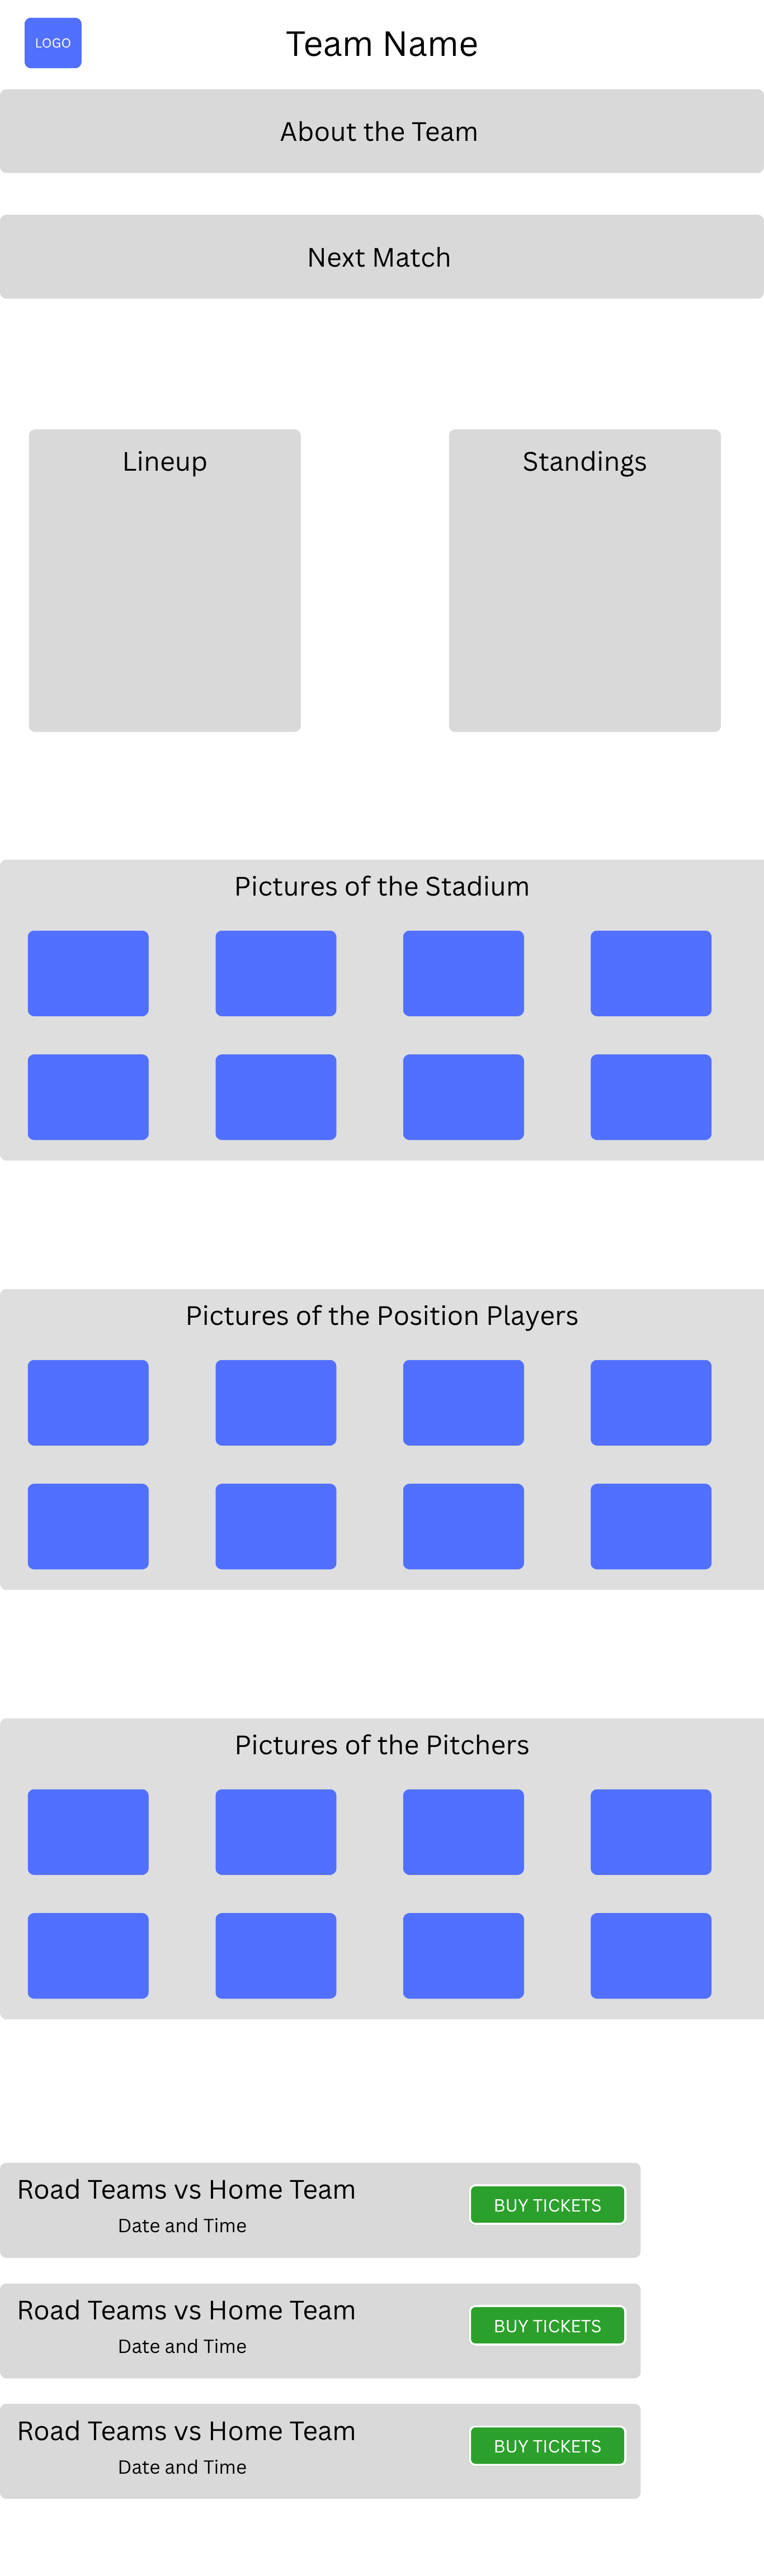 LOGO
Team Name
About the Team
Next Match
Lineup
Standings
Pictures of the Stadium
Pictures of the Position Players
Pictures of the Pitchers
Road Teams vs Home Team
Date and Time
BUY TICKETS
Road Teams vs Home Team
Date and Time
BUY TICKETS
Road Teams vs Home Team
Date and Time
BUY TICKETS